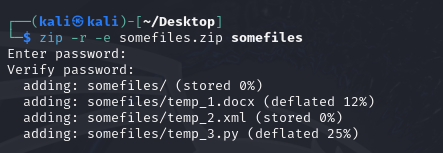 ┌──(kali㉿kali)-[~/Desktop]
└─$ zip -r -e somefiles.zip somefiles
Enter password:
Verify password:
  adding: somefiles/ (stored 0%)
  adding: somefiles/temp_1.docx (deflated 12%)
  adding: somefiles/temp_2.xml (stored 0%)
  adding: somefiles/temp_3.py (deflated 25%)